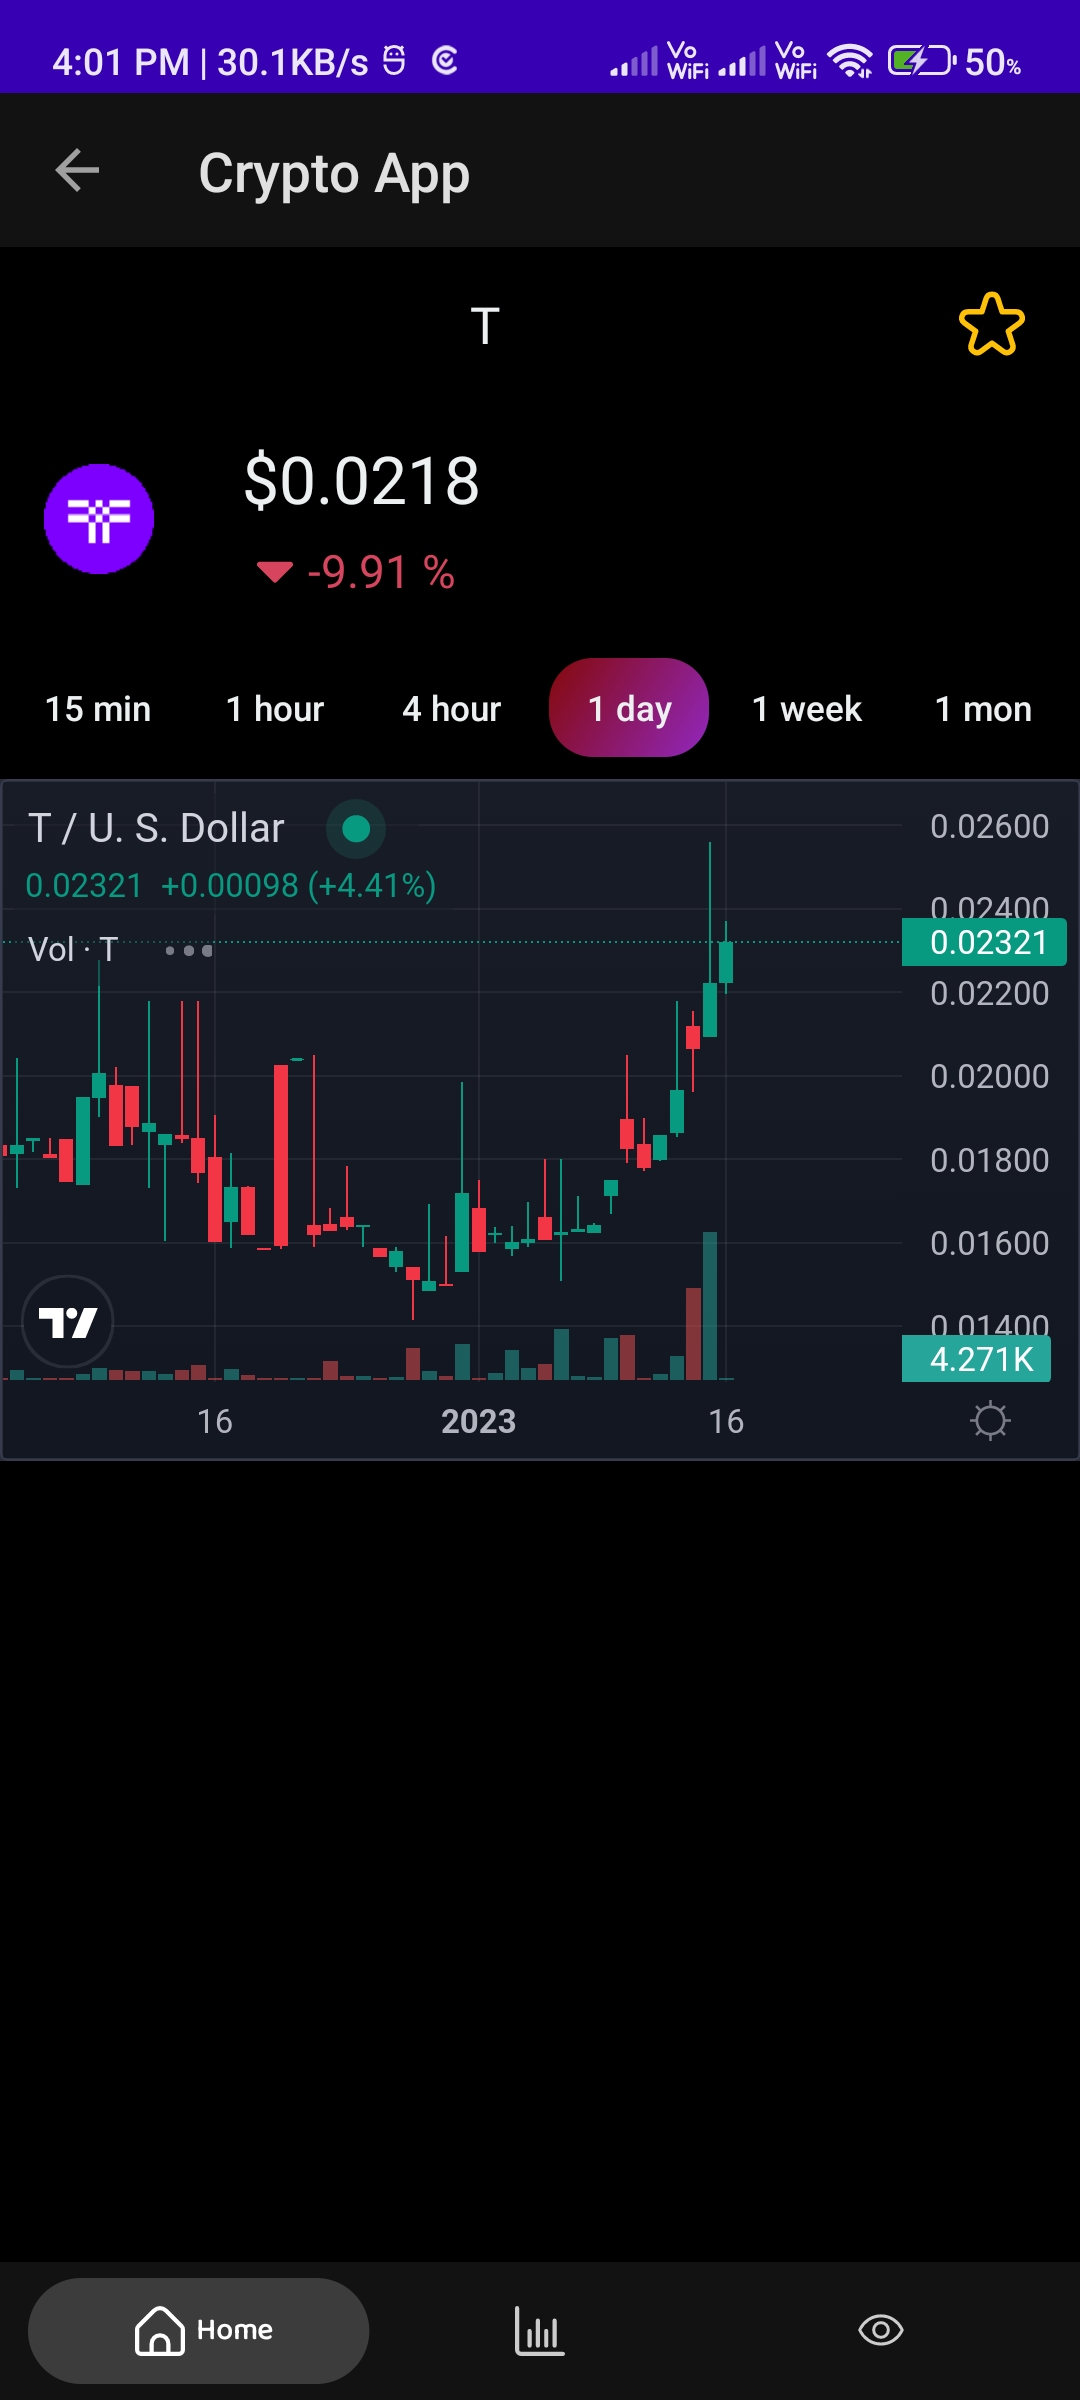 4:01 PM | 30.1KB/s Vo WiFi Vo WiFi 50%
Crypto App
T
$0.0218
-9.91 %
15 min 1 hour 4 hour 1 day 1 week 1 mon
T / U. S. Dollar
0.02321 +0.00098 (+4.41%)
Vol · T
0.02600
0.02400
0.02321
0.02200
0.02000
0.01800
0.01600
0.01400
4.271K
16 2023 16
Home